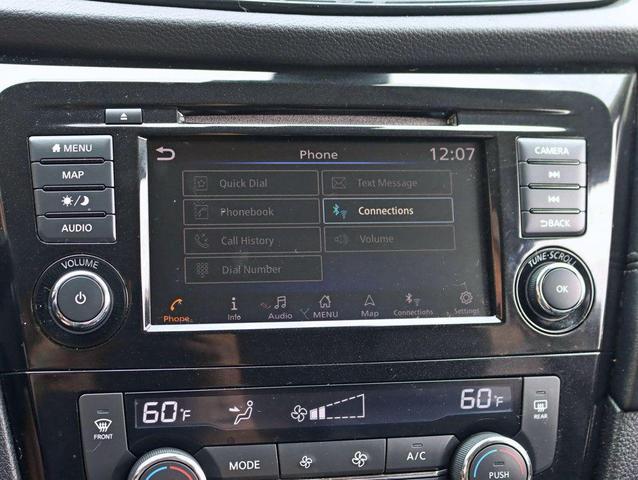 MENU
MAP
AUDIO
VOLUME
Phone 12:07
Quick Dial
Text Message
Phonebook
Connections
Call History
Volume
Dial Number
Phone
Info
Audio
MENU
Map
Connections
Settings
CAMERA
BACK
TUNE·SCROLL
OK
60°F
60°F
FRONT
MODE
A/C
REAR
PUSH